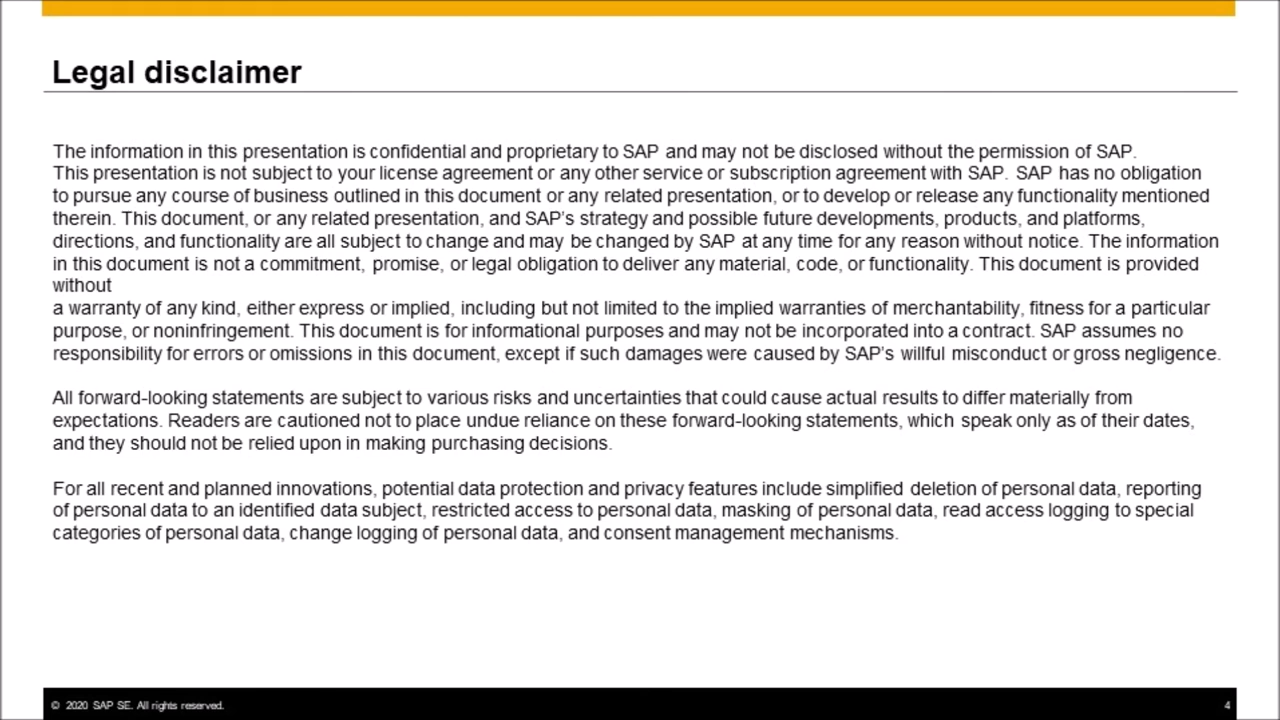 Legal disclaimer
The information in this presentation is confidential and proprietary to SAP and may not be disclosed without the permission of SAP.
This presentation is not subject to your license agreement or any other service or subscription agreement with SAP. SAP has no obligation
to pursue any course of business outlined in this document or any related presentation, or to develop or release any functionality mentioned
therein. This document, or any related presentation, and SAP's strategy and possible future developments, products, and platforms,
directions, and functionality are all subject to change and may be changed by SAP at any time for any reason without notice. The information
in this document is not a commitment, promise, or legal obligation to deliver any material, code, or functionality. This document is provided
without
a warranty of any kind, either express or implied, including but not limited to the implied warranties of merchantability, fitness for a particular
purpose, or noninfringement. This document is for informational purposes and may not be incorporated into a contract. SAP assumes no
responsibility for errors or omissions in this document, except if such damages were caused by SAP's willful misconduct or gross negligence.
All forward-looking statements are subject to various risks and uncertainties that could cause actual results to differ materially from
expectations. Readers are cautioned not to place undue reliance on these forward-looking statements, which speak only as of their dates,
and they should not be relied upon in making purchasing decisions.
For all recent and planned innovations, potential data protection and privacy features include simplified deletion of personal data, reporting
of personal data to an identified data subject, restricted access to personal data, masking of personal data, read access logging to special
categories of personal data, change logging of personal data, and consent management mechanisms.
© 2020 SAP SE. All rights reserved.
4